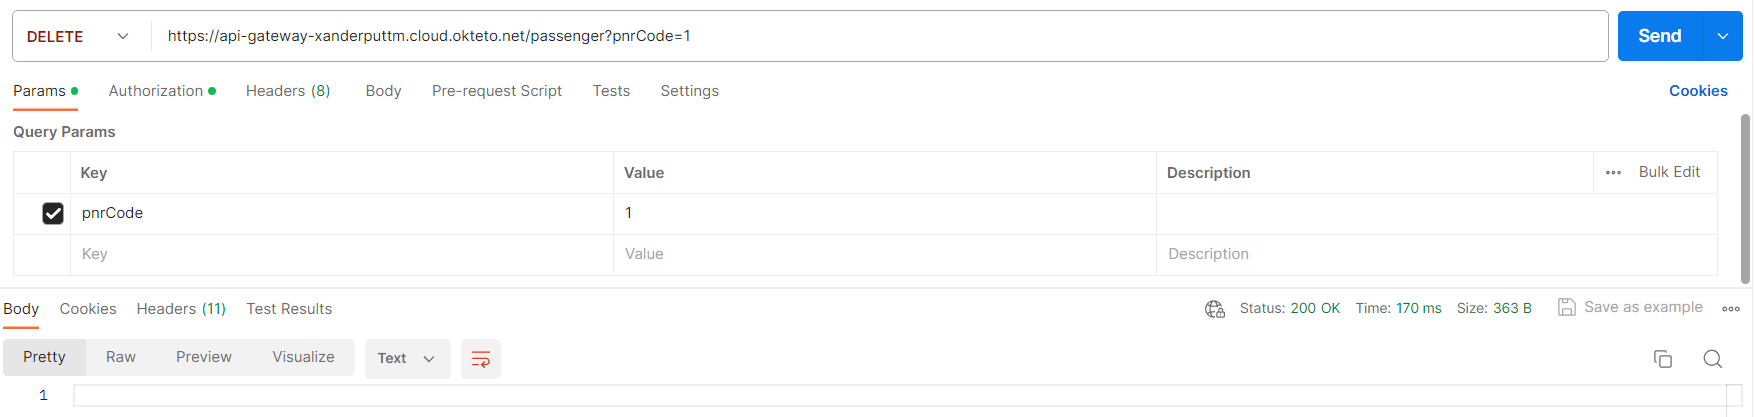 DELETE https://api-gateway-xanderputtm.cloud.okteto.net/passenger?pnrCode=1 Send
Params Authorization Headers (8) Body Pre-request Script Tests Settings Cookies
Query Params
Key Value Description ••• Bulk Edit
pnrCode 1
Key Value Description
Body Cookies Headers (11) Test Results Status: 200 OK Time: 170 ms Size: 363 B Save as example
Pretty Raw Preview Visualize Text
1